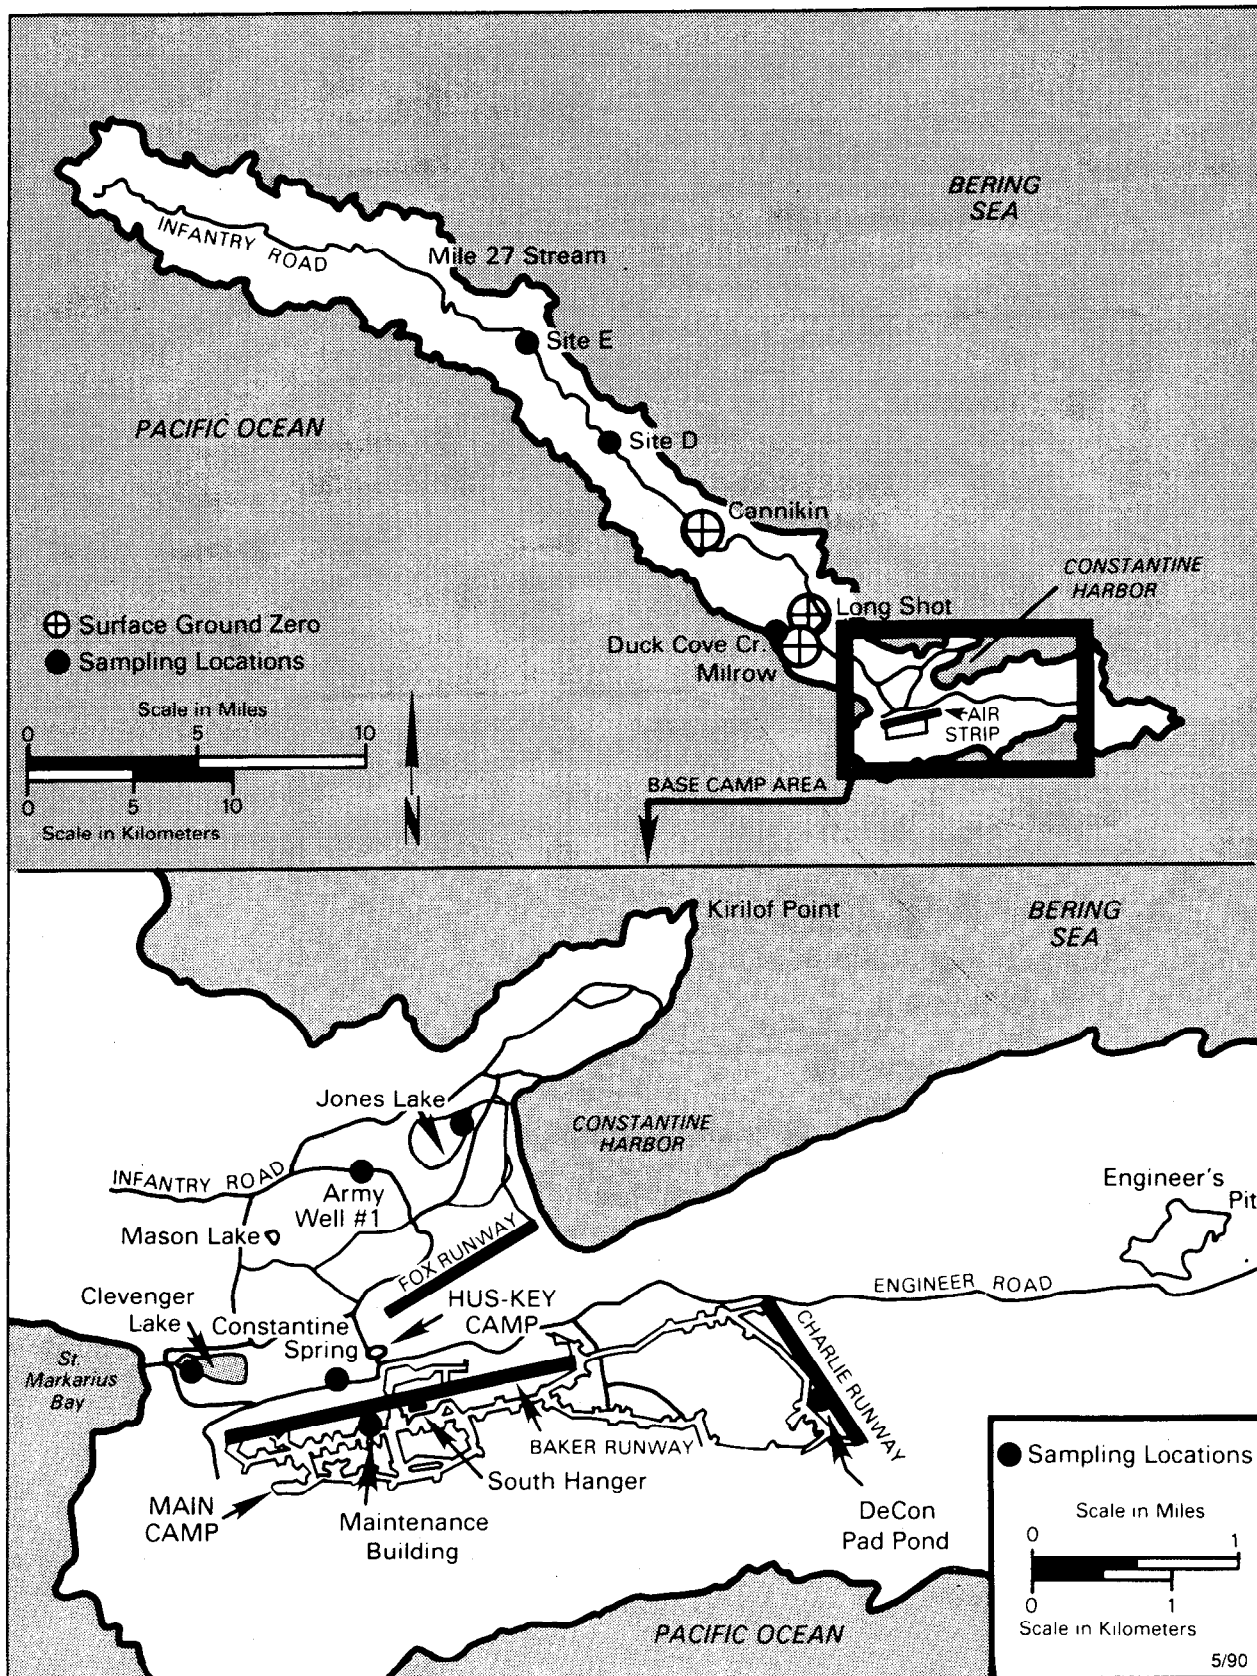 BERING
SEA
INFANTRY ROAD
Mile 27 Stream
Site E
PACIFIC OCEAN
Site D
Cannikin
CONSTANTINE
HARBOR
Long Shot
Surface Ground Zero
Duck Cove Cr.
Sampling Locations
Milrow
Scale in Miles
AIR
STRIP
0 5 10
BASE CAMP AREA
0 5 10
Scale in Kilometers
N
Kirilof Point
BERING
SEA
Jones Lake
CONSTANTINE
HARBOR
INFANTRY ROAD
Army
Well #1
Engineer's
Pit
Mason Lake
FOX RUNWAY
ENGINEER ROAD
Clevenger
Lake
HUS-KEY
CAMP
Constantine
Spring
CHARLIE RUNWAY
St.
Markarius
Bay
BAKER RUNWAY
South Hanger
MAIN
CAMP
Maintenance
Building
DeCon
Pad Pond
Sampling Locations
Scale in Miles
0 1
0 1
Scale in Kilometers
PACIFIC OCEAN
5/90